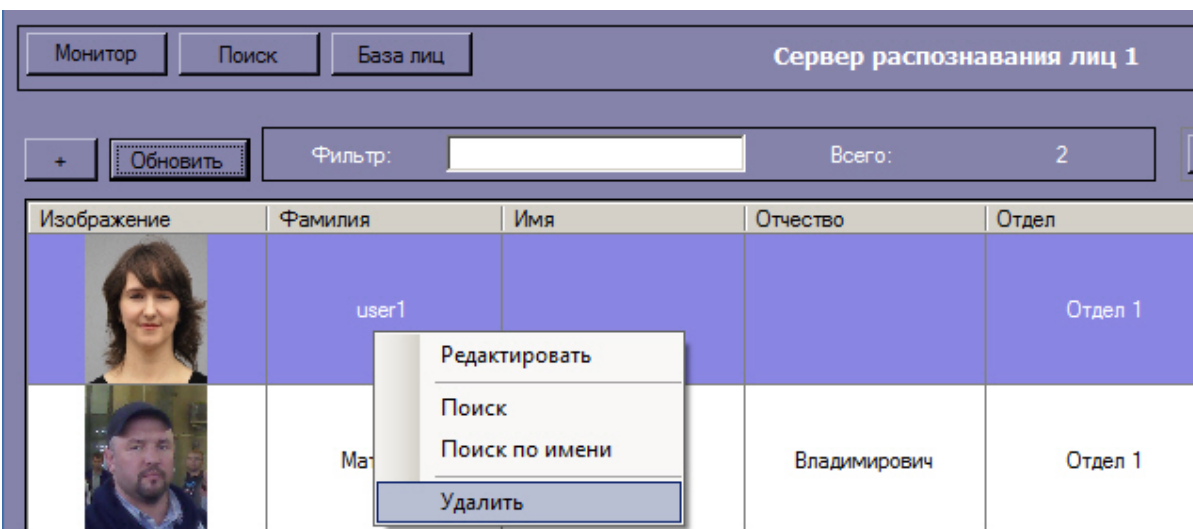 Монитор Поиск База лиц Сервер распознавания лиц 1
+ Обновить Фильтр: Всего: 2
Изображение Фамилия Имя Отчество Отдел
user1 Отдел 1
Редактировать
Поиск
Поиск по имени
Мат Владимирович Отдел 1
Удалить